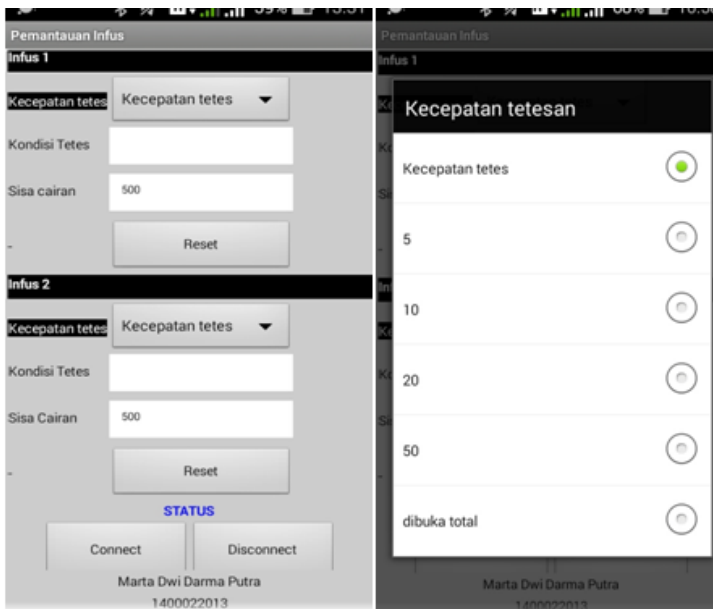 Pemantauan Infus
Infus 1
Kecepatan tetes Kecepatan tetes
Kondisi Tetes
Sisa cairan 500
- Reset
Infus 2
Kecepatan tetes Kecepatan tetes
Kondisi Tetes
Sisa Cairan 500
- Reset
STATUS
Connect Disconnect
Marta Dwi Darma Putra
1400022013
Pemantauan Infus
Infus 1
Kecepatan tetesan
Kecepatan tetes
5
10
20
50
dibuka total
Marta Dwi Darma Putra
1400022013